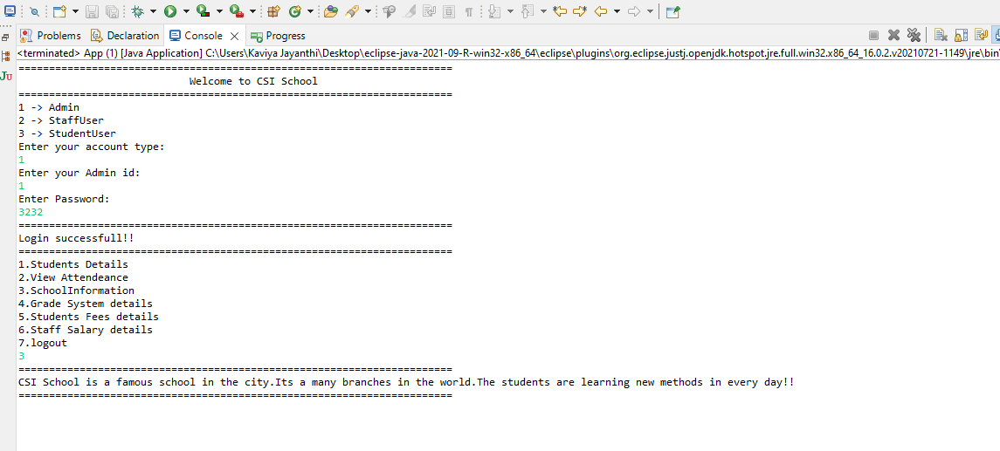 Problems Declaration Console Progress
<terminated> App (1) [Java Application] C:\Users\Kaviya Jayanthi\Desktop\eclipse-java-2021-09-R-win32-x86_64\eclipse\plugins\org.eclipse.justj.openjdk.hotspot.jre.full.win32.x86_64_16.0.2.v20210721-1149\jre\bin\
=======================================================================
Welcome to CSI School
=======================================================================
1 -> Admin
2 -> StaffUser
3 -> StudentUser
Enter your account type:
1
Enter your Admin id:
1
Enter Password:
3232
=======================================================================
Login successfull!!
=======================================================================
1.Students Details
2.View Attendeance
3.SchoolInformation
4.Grade System details
5.Students Fees details
6.Staff Salary details
7.logout
3
=======================================================================
CSI School is a famous school in the city.Its a many branches in the world.The students are learning new methods in every day!!
=======================================================================
JU